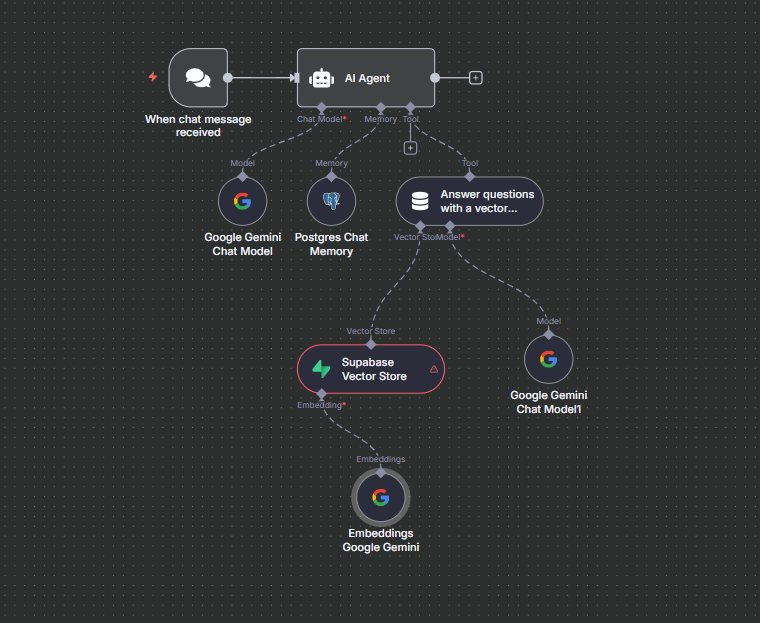 AI Agent
When chat message
received
Chat Model*
Memory
Tool
Model
Memory
Tool
Answer questions
with a vector...
Google Gemini
Chat Model
Postgres Chat
Memory
Vector Store
Model*
Vector Store
Supabase
Vector Store
Model
Google Gemini
Chat Model1
Embedding*
Embeddings
Embeddings
Google Gemini